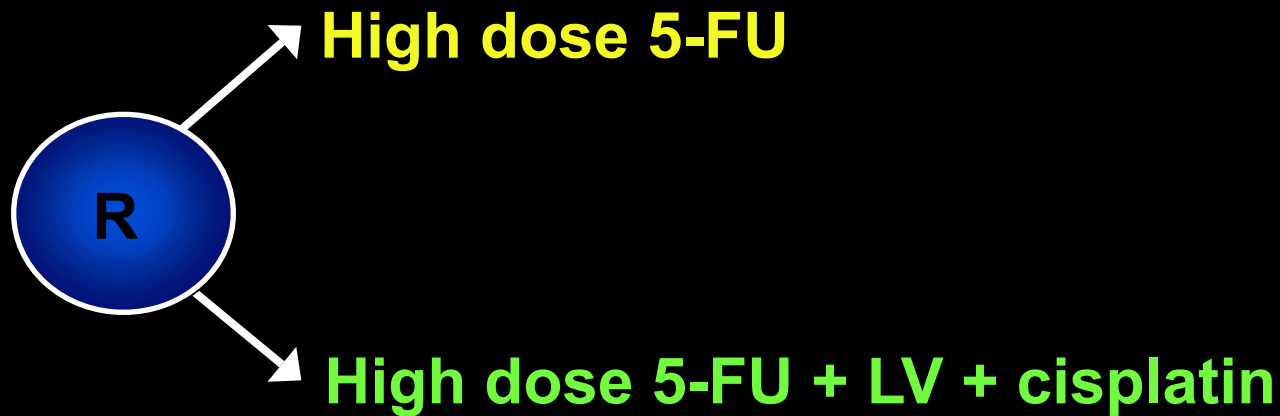 High dose 5-FU
R
High dose 5-FU + LV + cisplatin